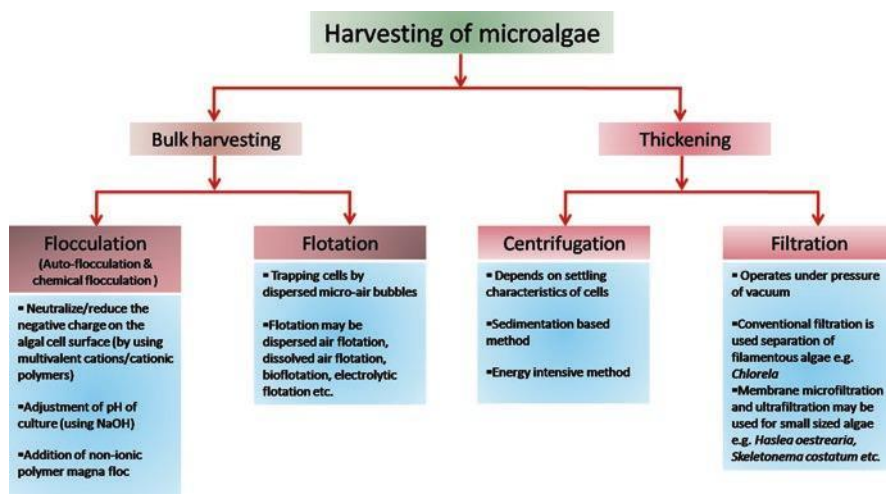 Harvesting of microalgae
Bulk harvesting
Thickening
Flocculation
(Auto-flocculation &
chemical flocculation )
▪ Neutralize/reduce the
negative charge on the
algal cell surface (by using
multivalent cations/cationic
polymers)
▪Adjustment of pH of
culture (using NaOH)
▪Addition of non-ionic
polymer magna floc
Flotation
▪ Trapping cells by
dispersed micro-air bubbles
▪ Flotation may be
dispersed air flotation,
dissolved air flotation,
bioflotation, electrolytic
flotation etc.
Centrifugation
▪ Depends on settling
characteristics of cells
▪Sedimentation based
method
▪Energy intensive method
Filtration
▪ Operates under pressure
of vacuum
▪Conventional filtration is
used separation of
filamentous algae e.g.
Chlorela
▪Membrane microfiltration
and ultrafiltration may be
used for small sized algae
e.g. Haslea oestrearia,
Skeletonema costatum etc.